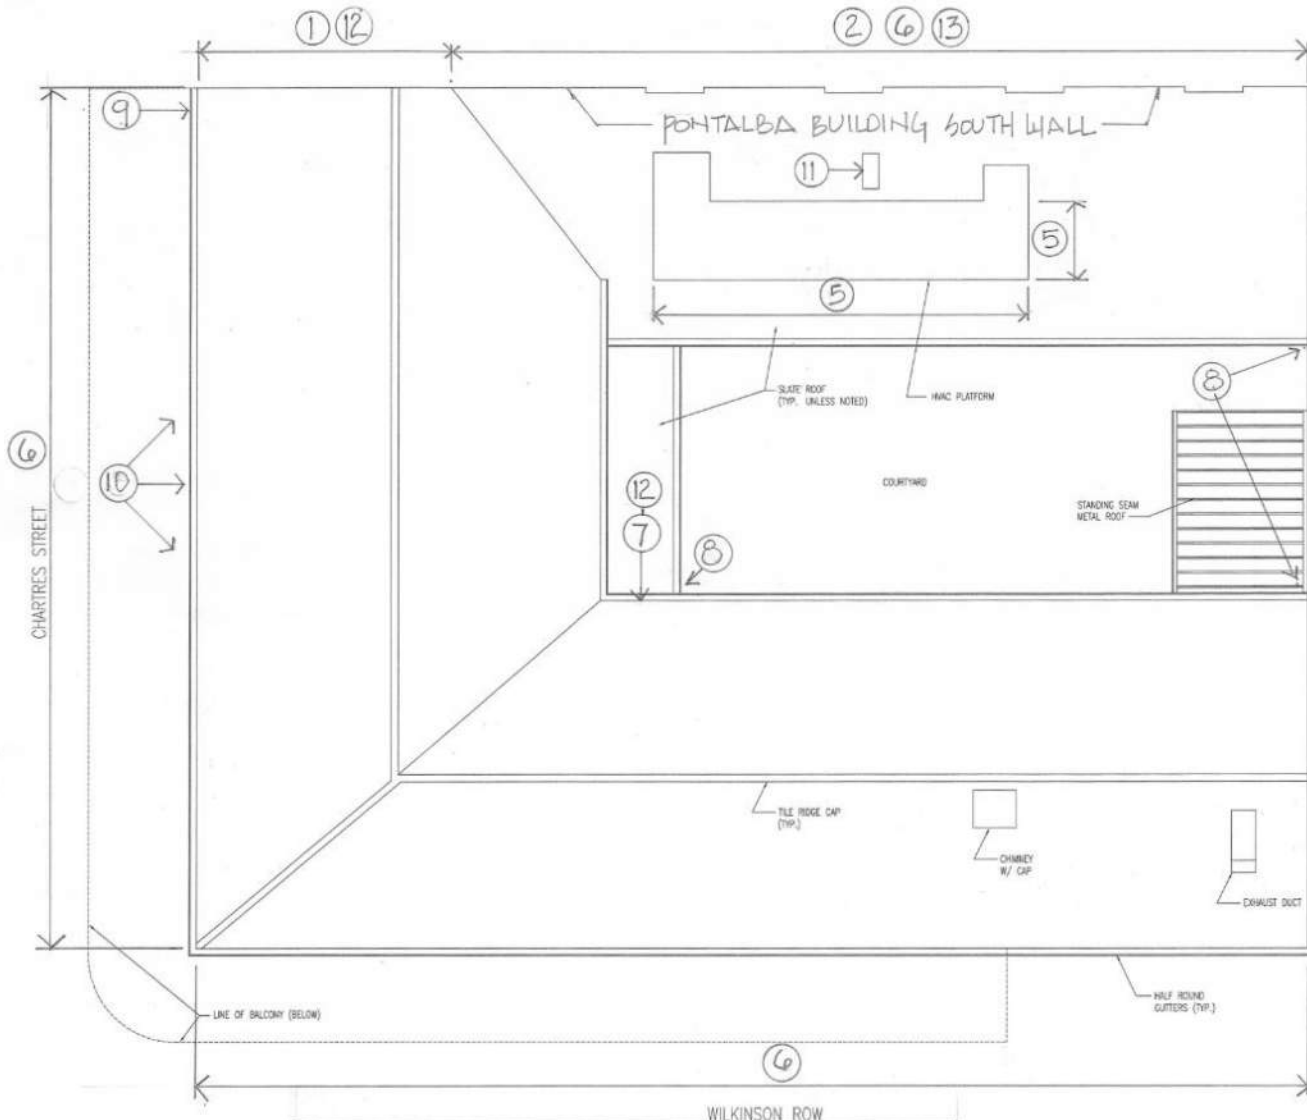 1 12
2 6 13
9
PONTALBA BUILDING SOUTH WALL
11
5
5
SLATE ROOF
(TYP. UNLESS NOTED)
HVAC PLATFORM
8
6
CHARTRES STREET
10
12
7
8
COURTYARD
STANDING SEAM
METAL ROOF
TILE RIDGE CAP
(TYP.)
CHIMNEY
W/ CAP
EXHAUST DUCT
LINE OF BALCONY (BELOW)
HALF ROUND
GUTTERS (TYP.)
6
WILKINSON ROW